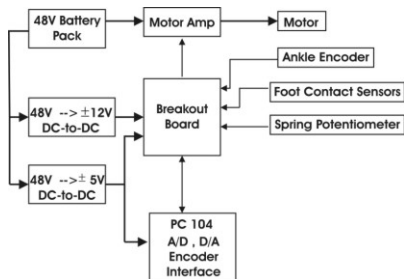 48V Battery
Pack
Motor Amp
Motor
Ankle Encoder
Foot Contact Sensors
Spring Potentiometer
Breakout
Board
48V --> ±12V
DC-to-DC
48V --> ± 5V
DC-to-DC
PC 104
A/D , D/A
Encoder
Interface